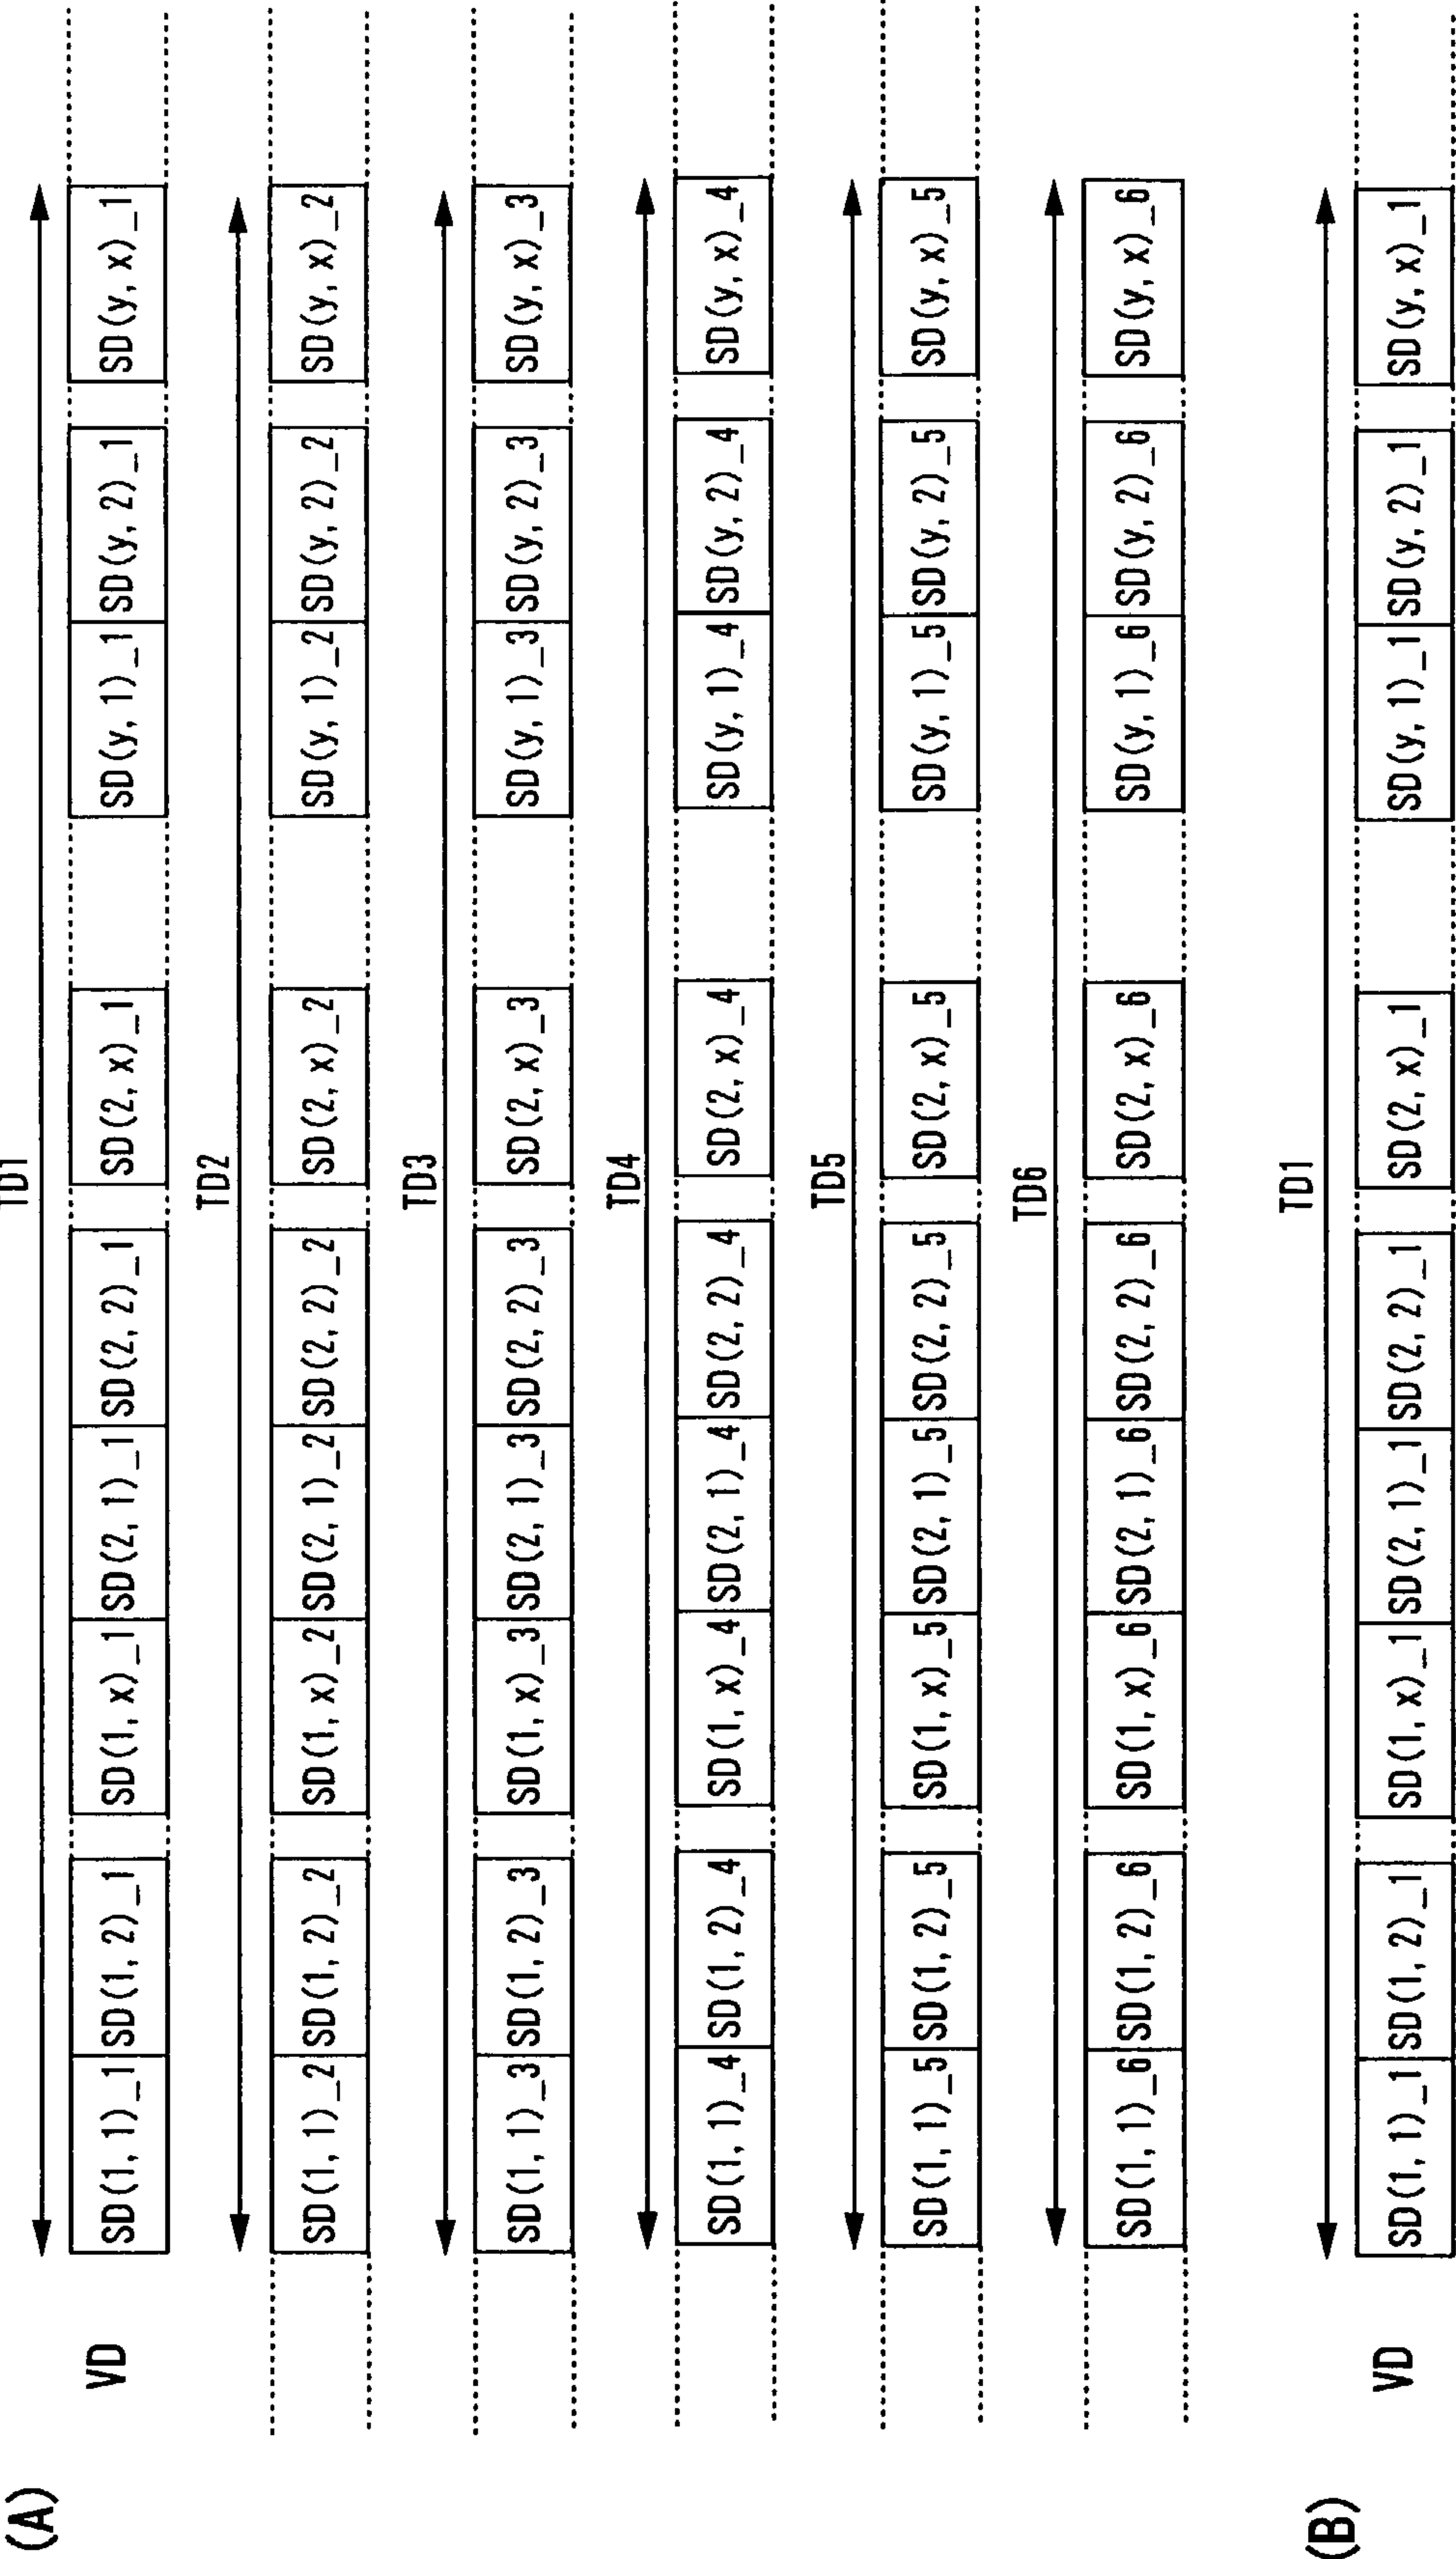 (A)
TD1
VD SD(1, 1)_1 SD(1, 2)_1 SD(1, x)_1 SD(2, 1)_1 SD(2, 2)_1 SD(2, x)_1 SD(y, 1)_1 SD(y, 2)_1 SD(y, x)_1
TD2
SD(1, 1)_2 SD(1, 2)_2 SD(1, x)_2 SD(2, 1)_2 SD(2, 2)_2 SD(2, x)_2 SD(y, 1)_2 SD(y, 2)_2 SD(y, x)_2
TD3
SD(1, 1)_3 SD(1, 2)_3 SD(1, x)_3 SD(2, 1)_3 SD(2, 2)_3 SD(2, x)_3 SD(y, 1)_3 SD(y, 2)_3 SD(y, x)_3
TD4
SD(1, 1)_4 SD(1, 2)_4 SD(1, x)_4 SD(2, 1)_4 SD(2, 2)_4 SD(2, x)_4 SD(y, 1)_4 SD(y, 2)_4 SD(y, x)_4
TD5
SD(1, 1)_5 SD(1, 2)_5 SD(1, x)_5 SD(2, 1)_5 SD(2, 2)_5 SD(2, x)_5 SD(y, 1)_5 SD(y, 2)_5 SD(y, x)_5
TD6
SD(1, 1)_6 SD(1, 2)_6 SD(1, x)_6 SD(2, 1)_6 SD(2, 2)_6 SD(2, x)_6 SD(y, 1)_6 SD(y, 2)_6 SD(y, x)_6
(B)
TD1
VD SD(1, 1)_1 SD(1, 2)_1 SD(1, x)_1 SD(2, 1)_1 SD(2, 2)_1 SD(2, x)_1 SD(y, 1)_1 SD(y, 2)_1 SD(y, x)_1